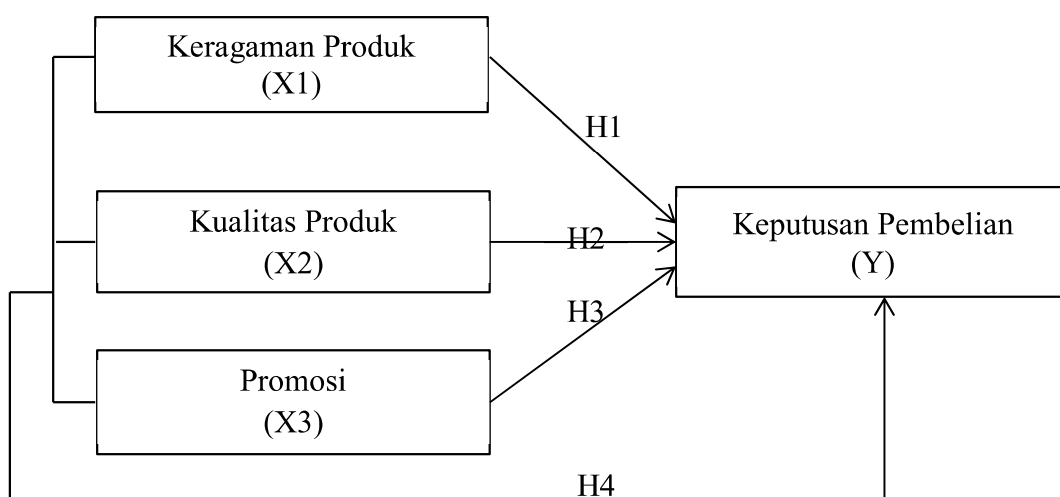 Keragaman Produk
(X1)
H1
Kualitas Produk
(X2)
H2
Keputusan Pembelian
(Y)
H3
Promosi
(X3)
H4